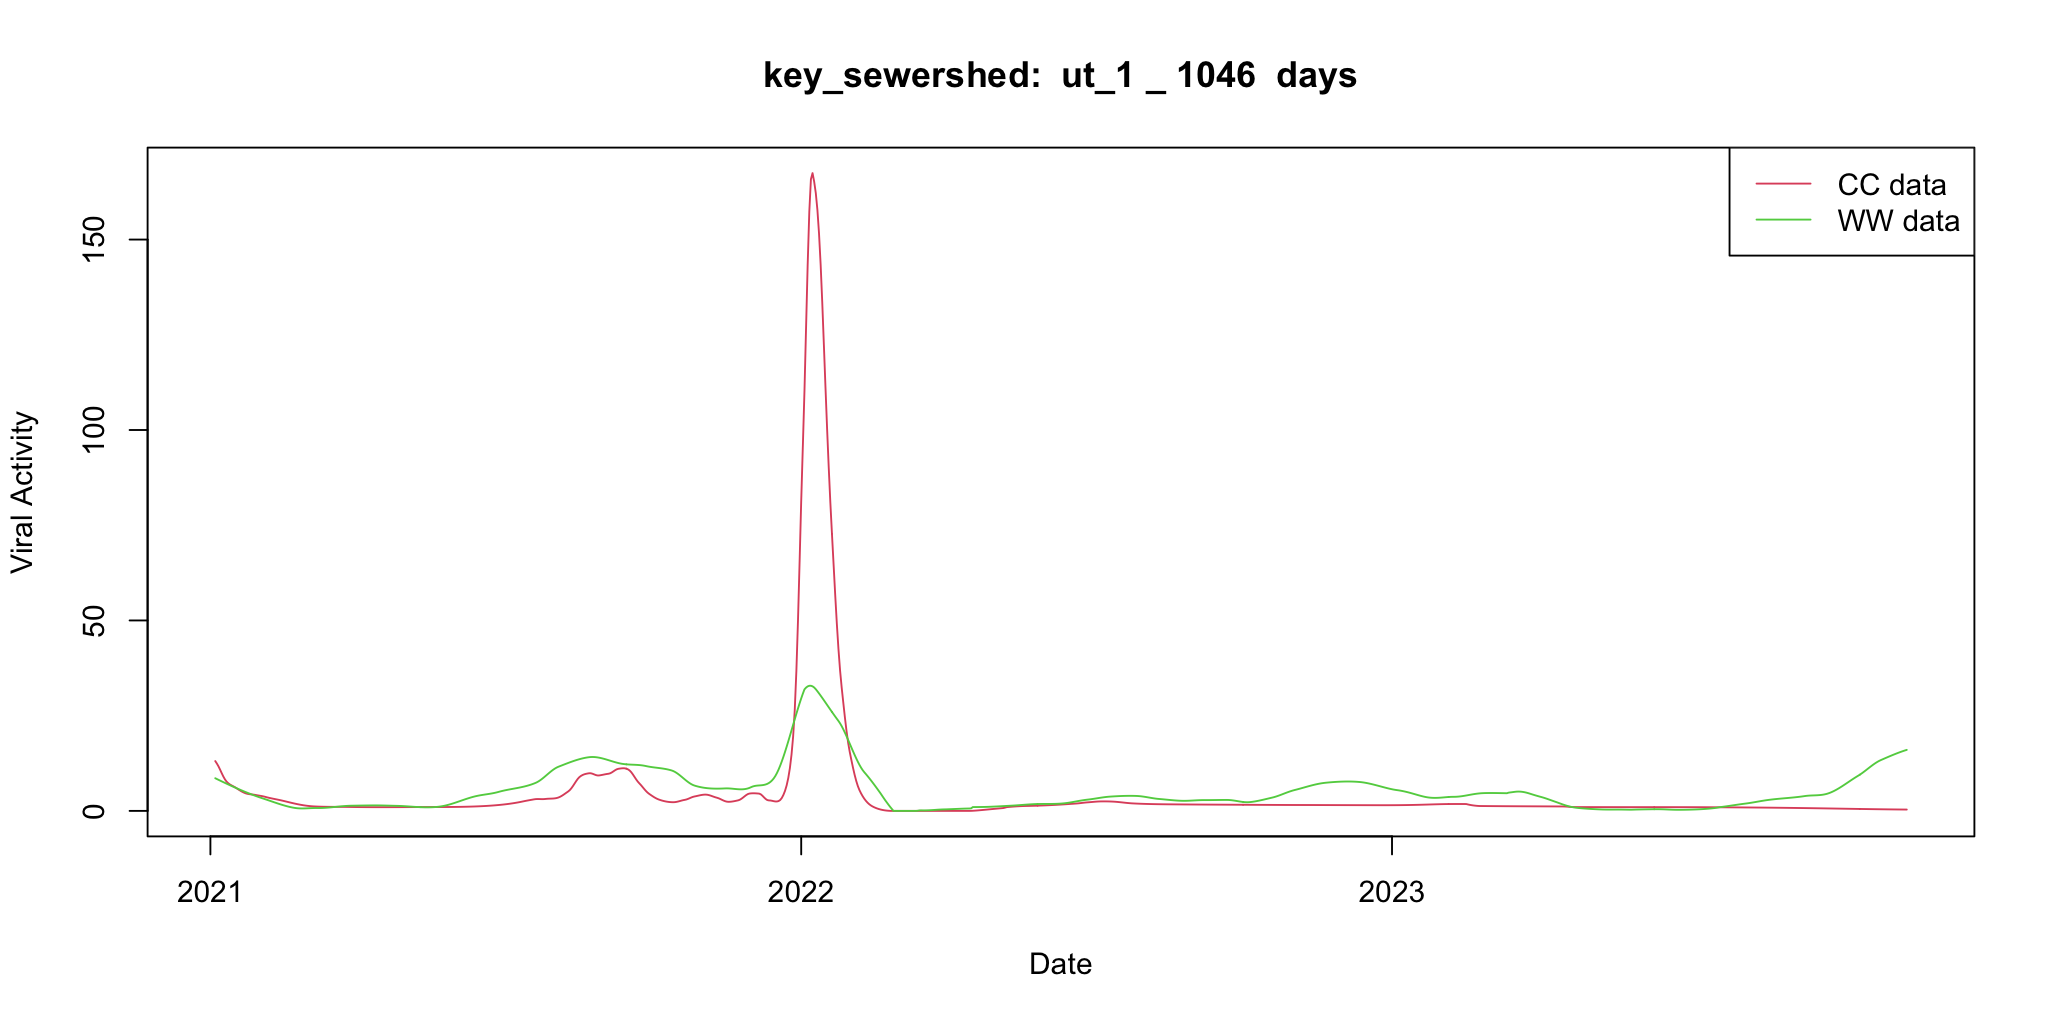 key_sewershed: ut_1 _ 1046 days
CC data
WW data
Viral Activity
150
100
50
0
2021
2022
2023
Date